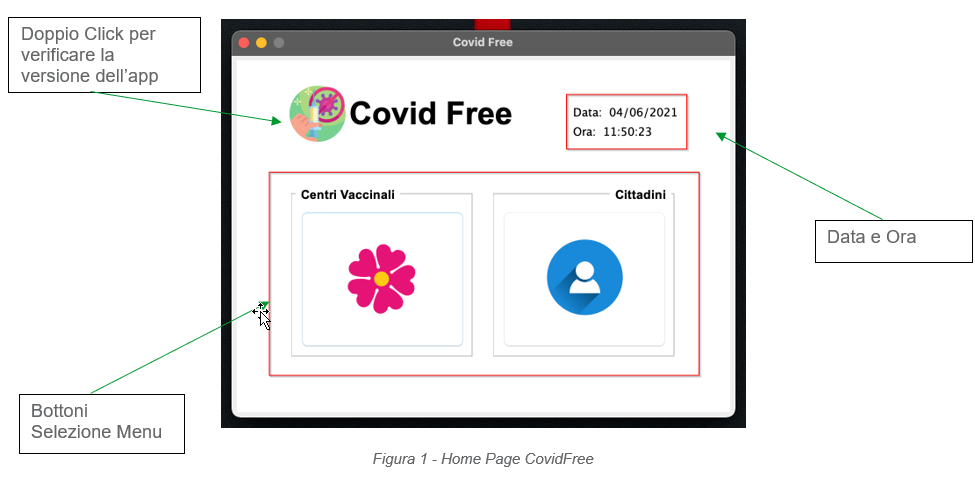 Doppio Click per
verificare la
versione dell’app
Covid Free
Covid Free
Data: 04/06/2021
Ora: 11:50:23
Centri Vaccinali
Cittadini
Data e Ora
Bottoni
Selezione Menu
Figura 1 - Home Page CovidFree